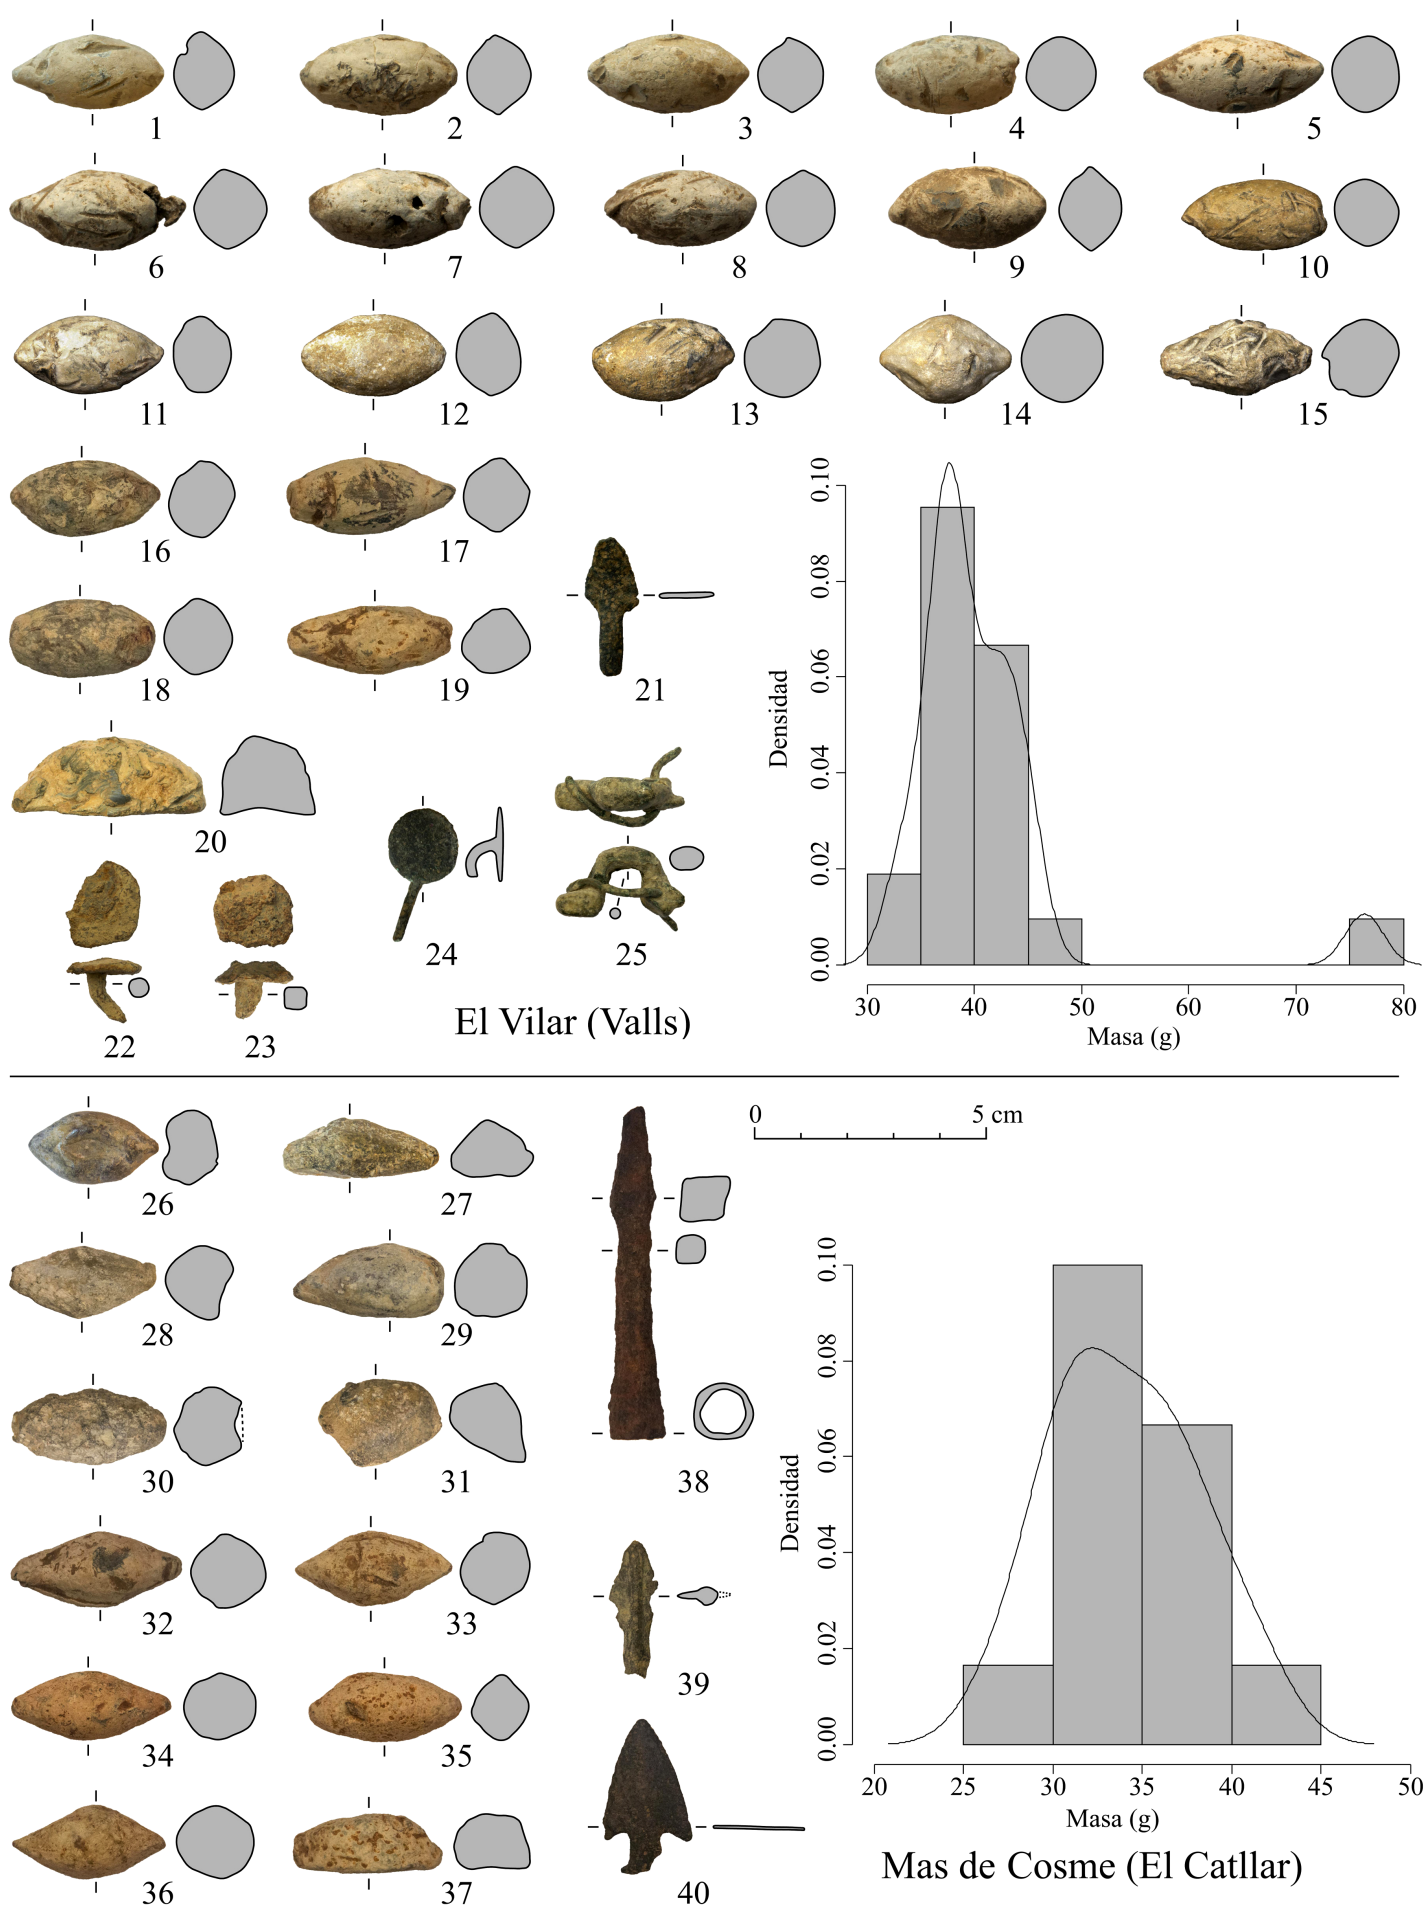 1 2 3 4 5
6 7 8 9 10
11 12 13 14 15
16 17
18 19 21
20
22 23 24 25
El Vilar (Valls)
Densidad
0.00 0.02 0.04 0.06 0.08 0.10
30 40 50 60 70 80
Masa (g)
0 5 cm
26 27
28 29
30 31 38
32 33
34 35 39
36 37 40
Densidad
0.00 0.02 0.04 0.06 0.08 0.10
20 25 30 35 40 45 50
Masa (g)
Mas de Cosme (El Catllar)